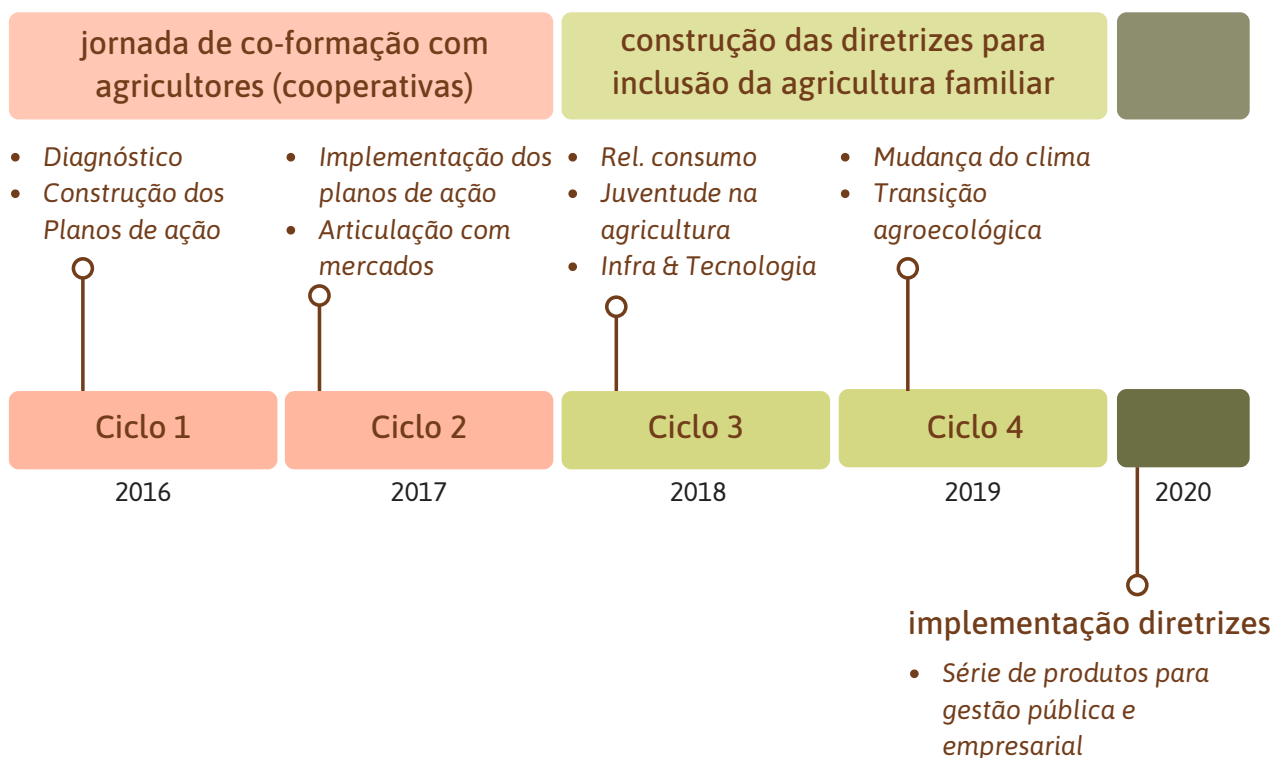 jornada de co-formação com
agricultores (cooperativas)
construção das diretrizes para
inclusão da agricultura familiar
• Diagnóstico
• Construção dos
Planos de ação
• Implementação dos
planos de ação
• Articulação com
mercados
• Rel. consumo
• Juventude na
agricultura
• Infra & Tecnologia
• Mudança do clima
• Transição
agroecológica
Ciclo 1
Ciclo 2
Ciclo 3
Ciclo 4
2016
2017
2018
2019
2020
implementação diretrizes
• Série de produtos para
gestão pública e
empresarial